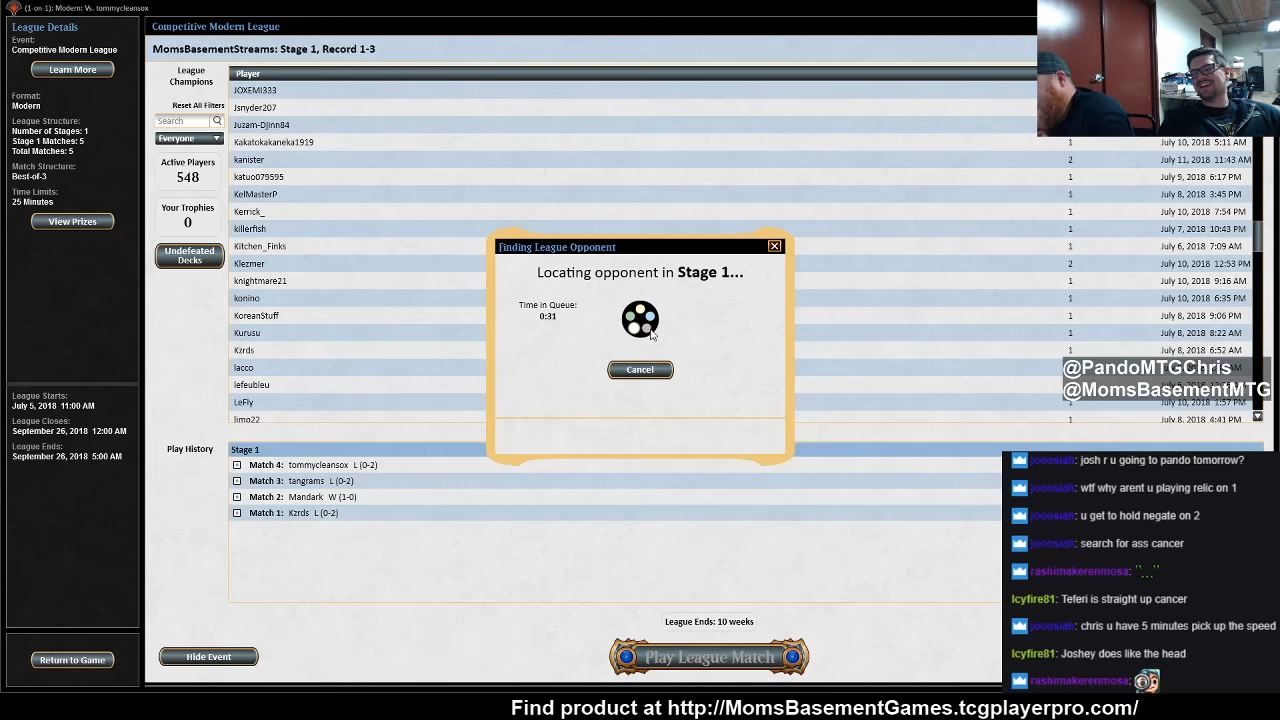 (1-on-1): Modern: Match: Vs. tommycleansox
League Details
Event:
Competitive Modern League
Learn More
Format:
Modern
League Structure:
Number of Stages: 1
Stage 1 Matches: 5
Total Matches: 5
Match Structure:
Best-of-3
Time Limits:
25 Minutes
View Prizes
League Starts:
July 5, 2018 11:00 AM
League Closes:
September 26, 2018 12:00 AM
League Ends:
September 26, 2018 5:00 AM
Return to Game
Competitive Modern League
MomsBasementStreams: Stage 1, Record 1-3
League
Champions
Reset All Filters
Search
Everyone
Active Players
548
Your Trophies
0
Undefeated
Decks
Player
JOXEMI333
Jsnyder207
Juzam-Djinn84
Kakatokakaneka1919 1 July 10, 2018 5:11 AM
kanister 2 July 11, 2018 11:43 AM
katuo079595 1 July 9, 2018 6:17 PM
KelMasterP 1 July 8, 2018 3:45 PM
Kerrick_ 1 July 10, 2018 7:54 PM
killerfish 1 July 7, 2018 10:43 PM
Kitchen_Finks 1 July 6, 2018 7:09 AM
Klezmer 2 July 10, 2018 12:53 PM
knightmare21 1 July 10, 2018 9:16 AM
konino 1 July 10, 2018 6:35 PM
KoreanStuff 1 July 8, 2018 9:06 PM
Kurusu 1 July 8, 2018 8:22 AM
Kzrds 1 July 8, 2018 6:52 AM
lacco
lefeubleu
LeFly 2018 1:57 PM
limp22 1 July 8, 2018 4:41 PM
Finding League Opponent
Locating opponent in Stage 1...
Time in Queue:
0:31
Cancel
@PandoMTGChris
@MomsBasementMTG
Play History
Stage 1
Match 4: tommycleansox L (0-2)
Match 3: tangrams L (0-2)
Match 2: Mandark W (1-0)
Match 1: Kzrds L (0-2)
League Ends: 10 weeks
Hide Event
Play League Match
jooosiah: josh r u going to pando tomorrow?
jooosiah: wtf why arent u playing relic on 1
jooosiah: u get to hold negate on 2
jooosiah: search for ass cancer
rashimakerenmosa: ``...´´
Icyfire81: Teferi is straight up cancer
jooosiah: chris u have 5 minutes pick up the speed
Icyfire81: Joshey does like the head
rashimakerenmosa:
Find product at http://MomsBasementGames.tcgplayerpro.com/